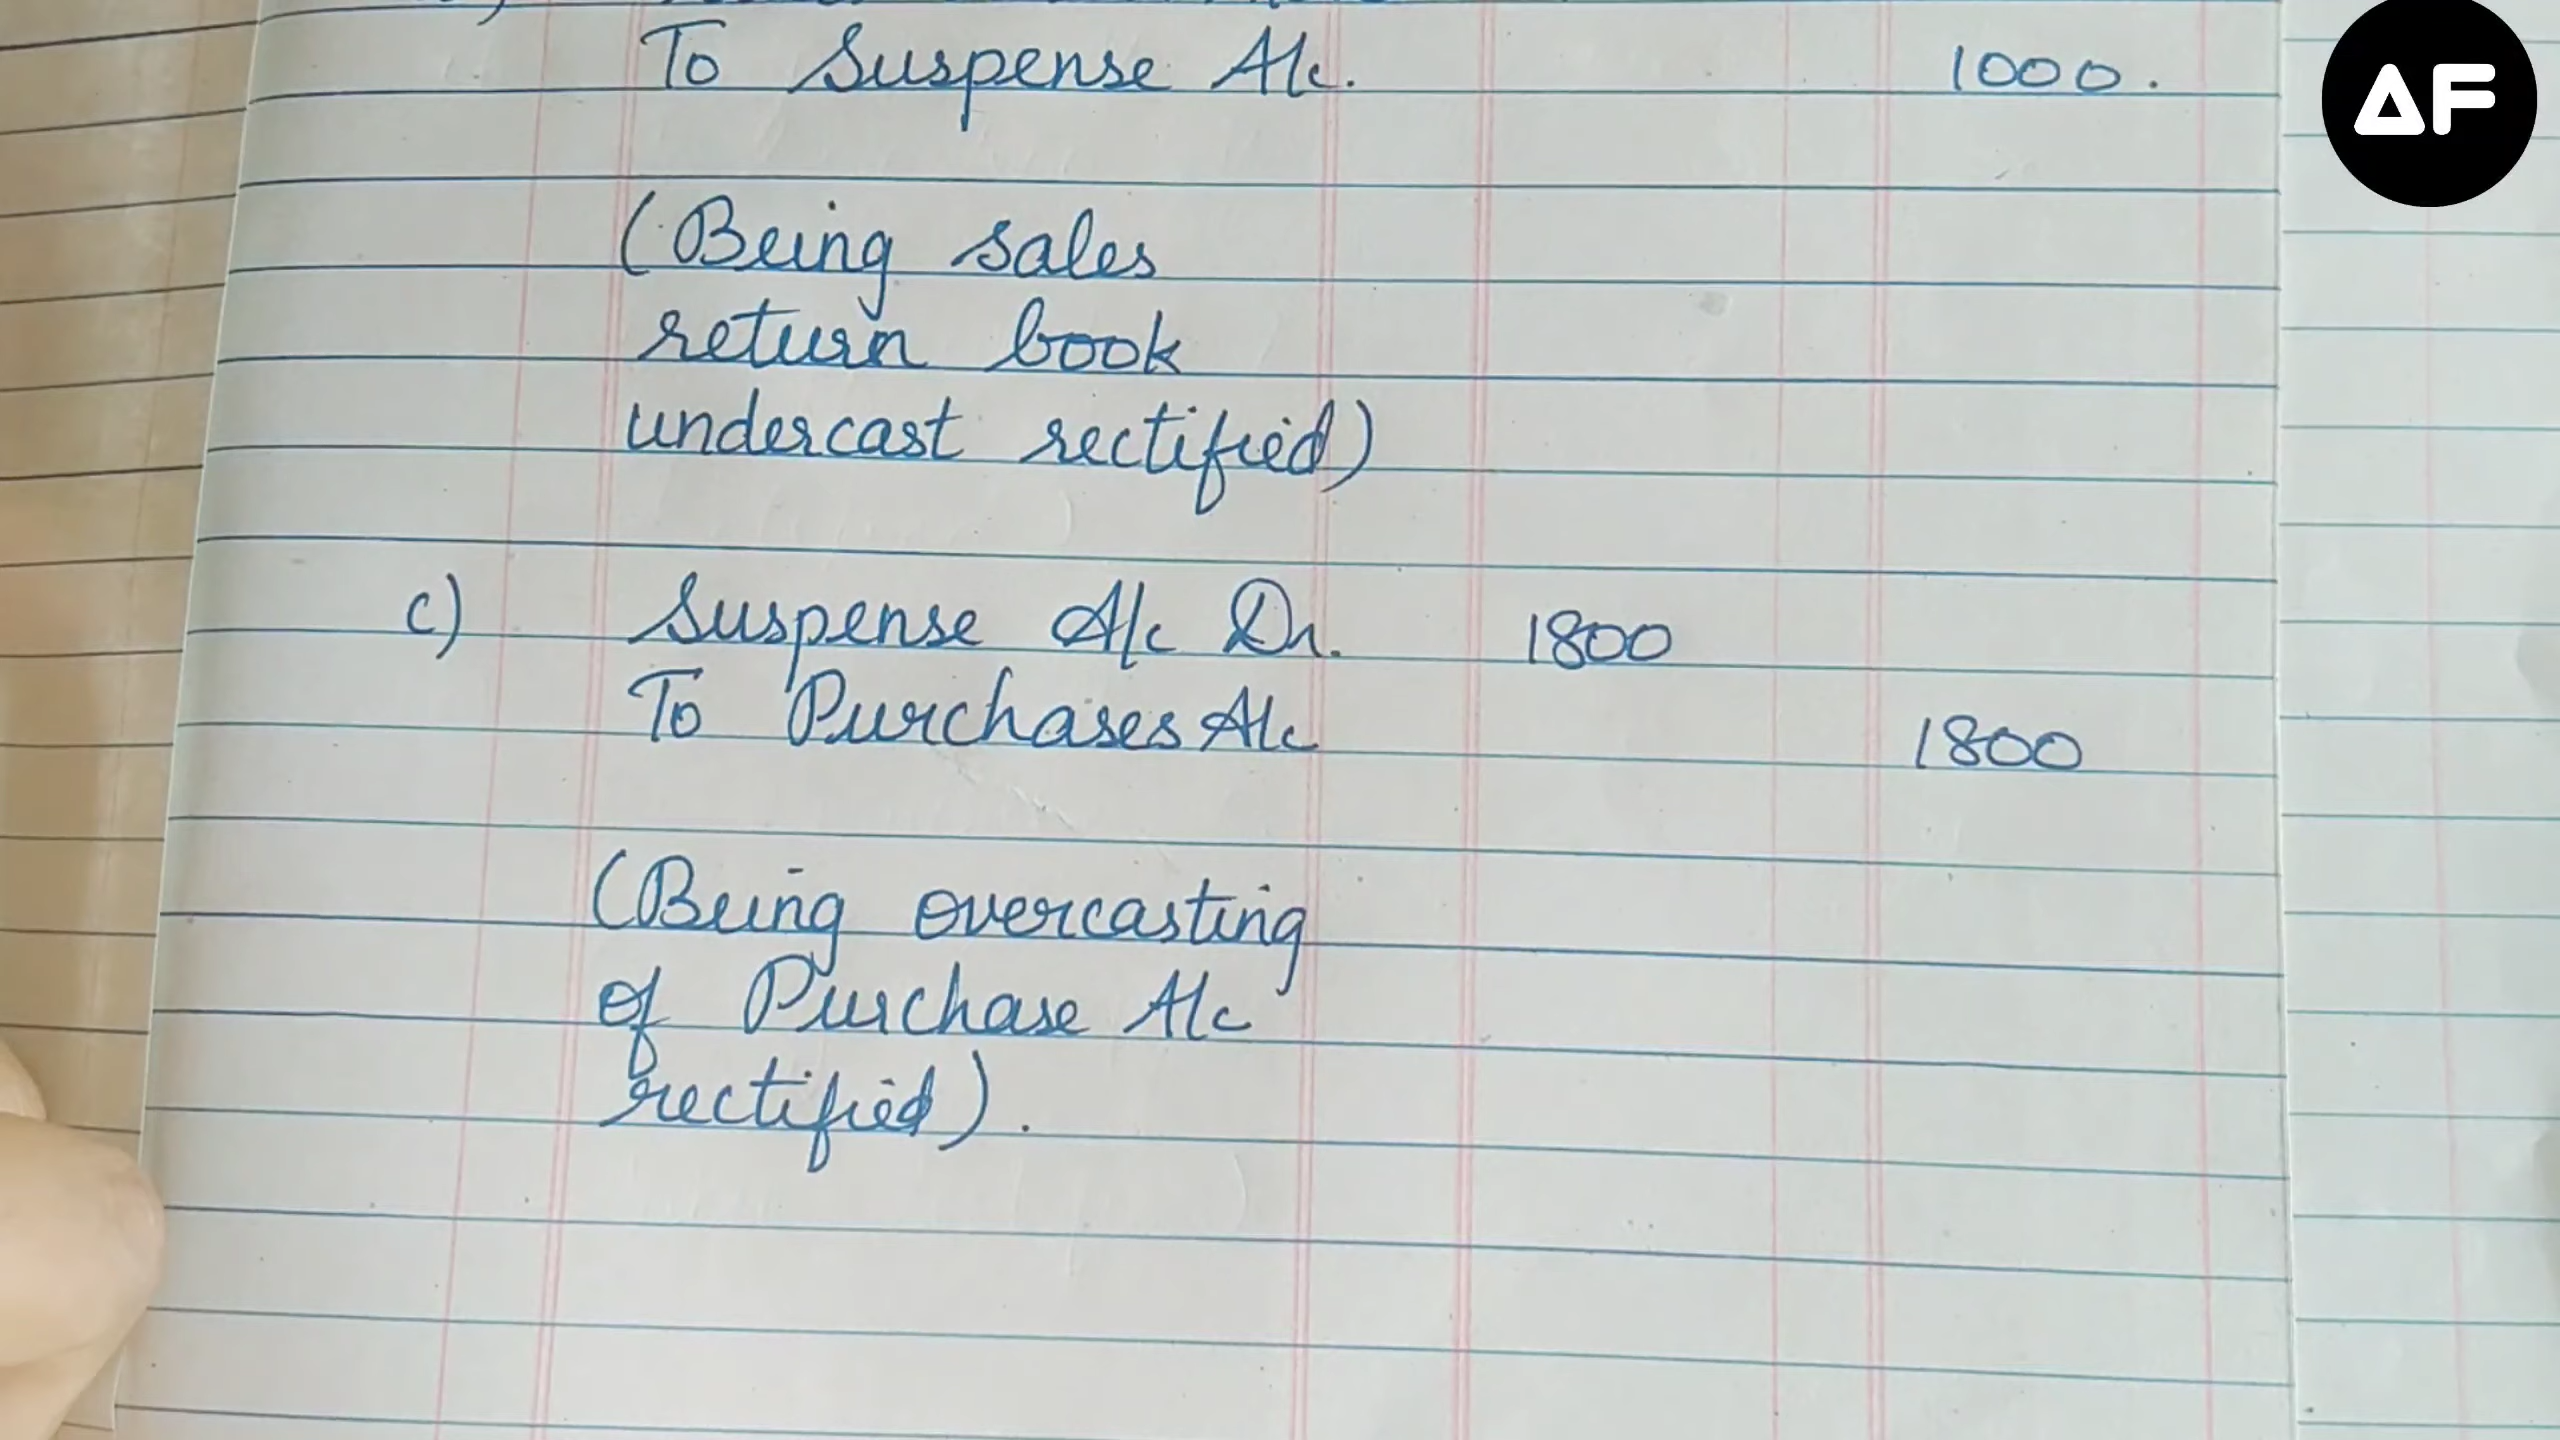 To Suspense A/c. 1000.
AF
(Being sales
return book
undercast rectified)
c) Suspense A/c Dr. 1800
To Purchases A/c 1800
(Being overcasting
of Purchase A/c
rectified).